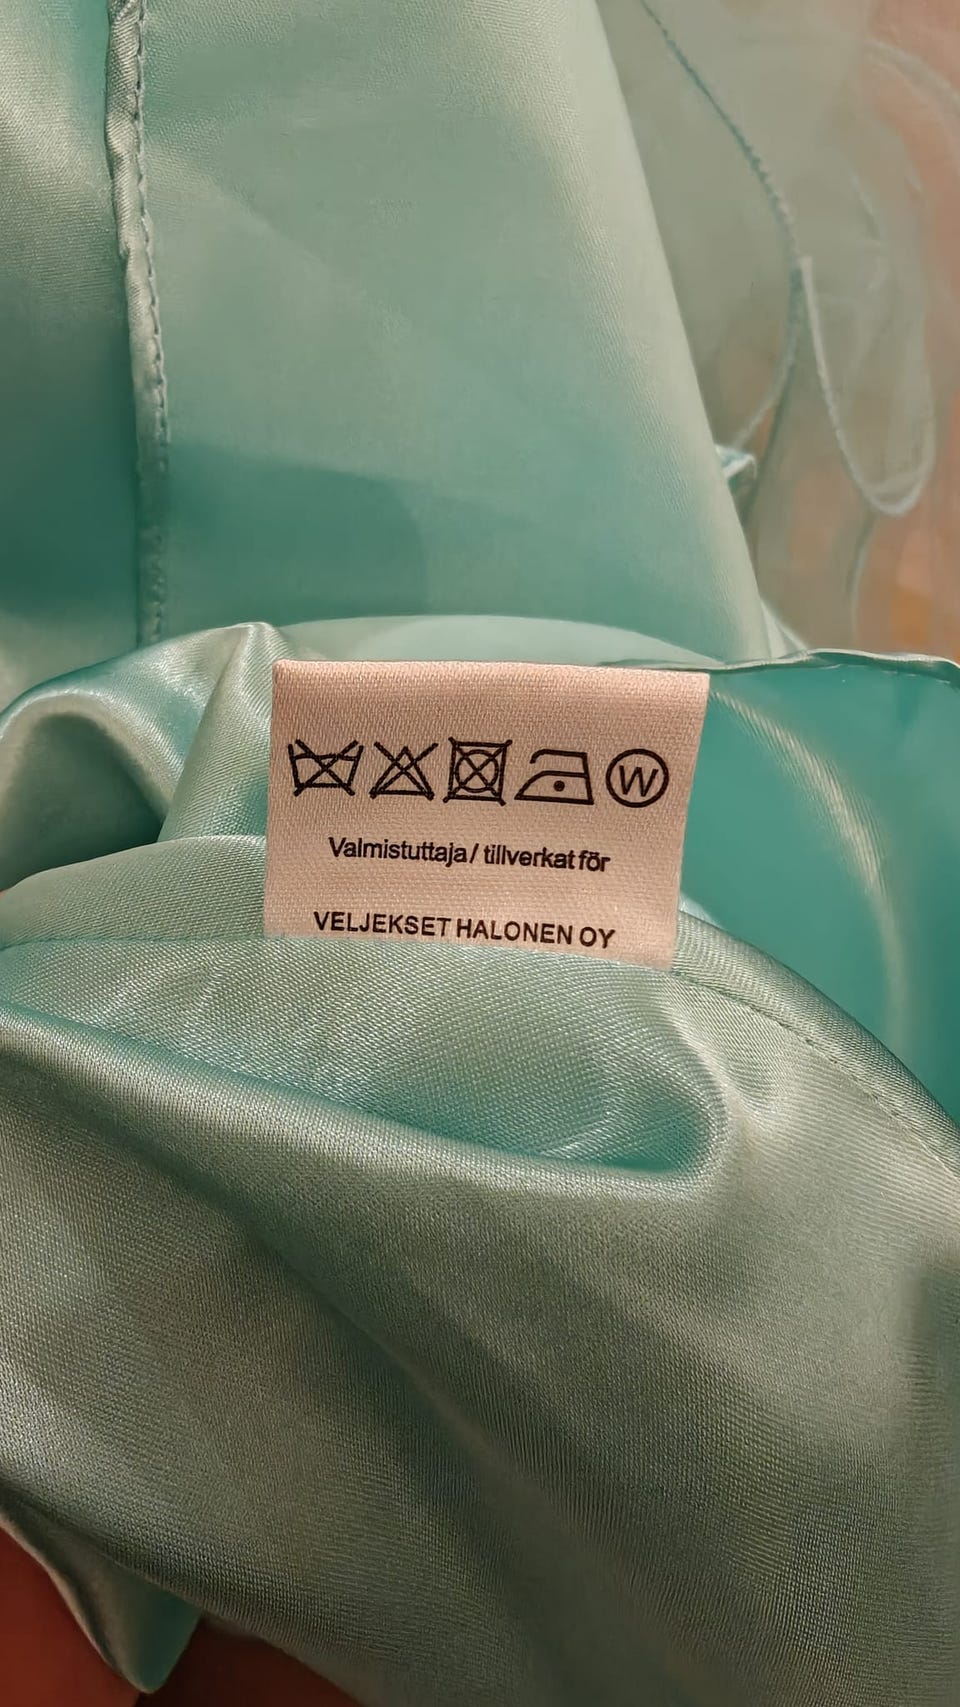 W
Valmistuttaja / tillverkat för
VELJEKSET HALONEN OY